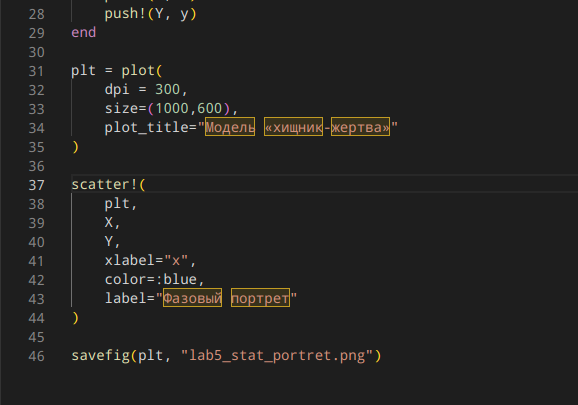 28 push!(Y, y)
29 end
30
31 plt = plot(
32 dpi = 300,
33 size=(1000,600),
34 plot_title="Модель «хищник-жертва»"
35 )
36
37 scatter!(
38 plt,
39 X,
40 Y,
41 xlabel="x",
42 color=:blue,
43 label="Фазовый портрет"
44 )
45
46 savefig(plt, "lab5_stat_portret.png")